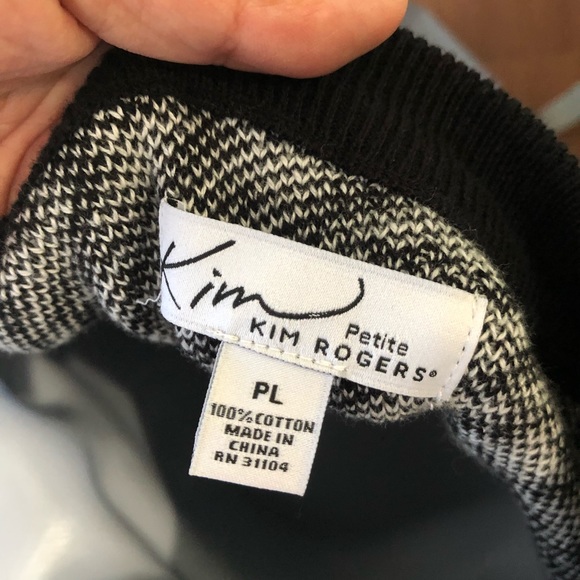 Kim
Petite
KIM ROGERS®
PL
100% COTTON
MADE IN
CHINA
RN 31104